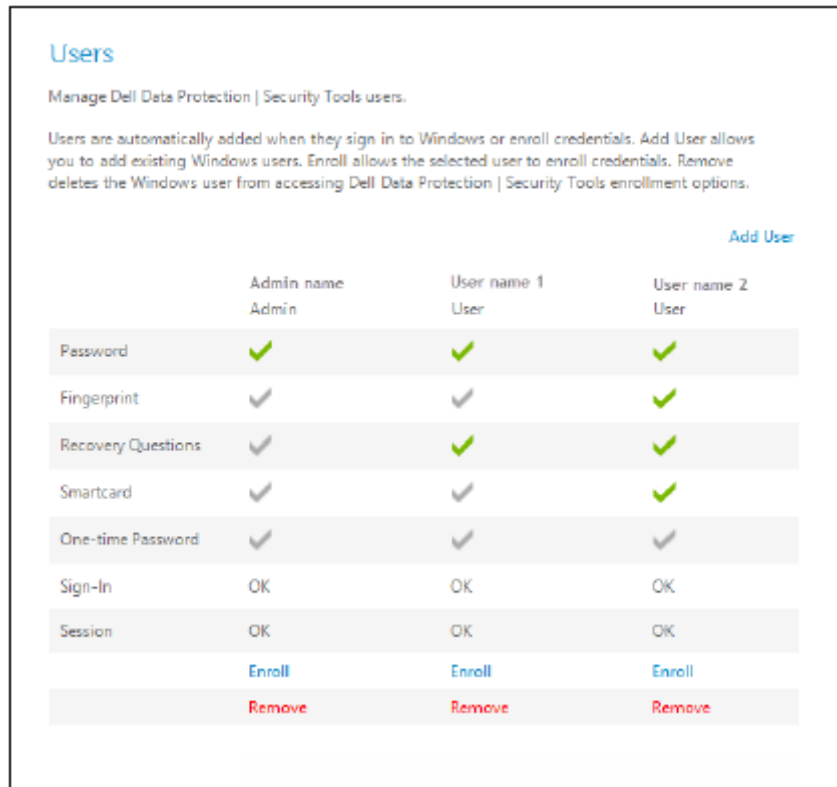 Users
Manage Dell Data Protection | Security Tools users.
Users are automatically added when they sign in to Windows or enroll credentials. Add User allows
you to add existing Windows users. Enroll allows the selected user to enroll credentials. Remove
deletes the Windows user from accessing Dell Data Protection | Security Tools enrollment options.
Add User
Admin name User name 1 User name 2
Admin User User
Password
Fingerprint
Recovery Questions
Smartcard
One-time Password
Sign-In OK OK OK
Session OK OK OK
Enroll Enroll Enroll
Remove Remove Remove